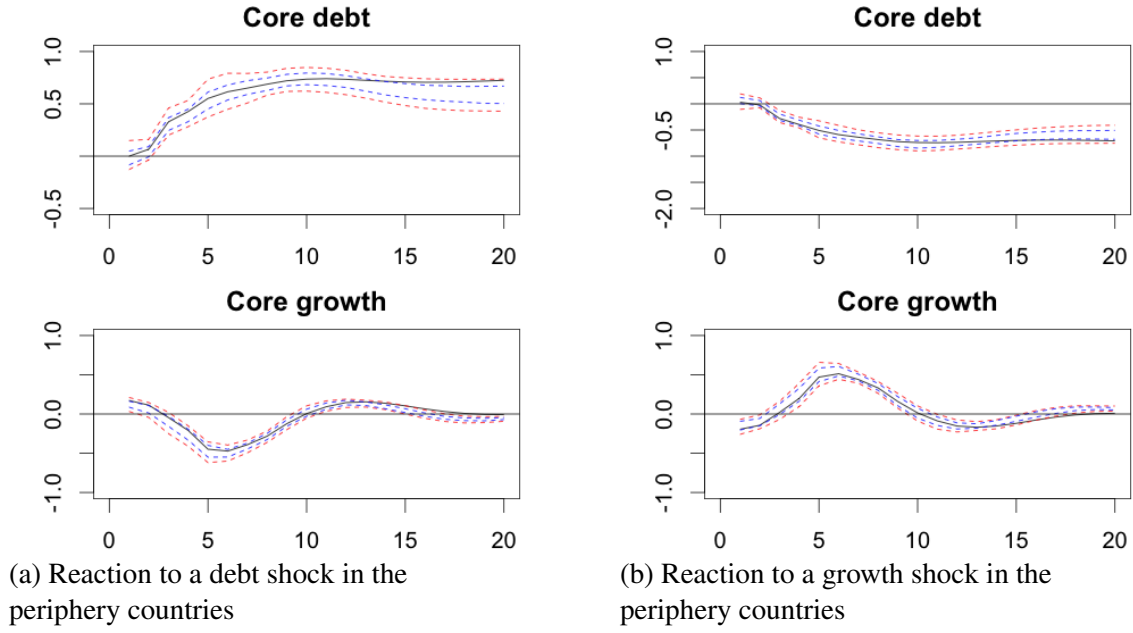 Core debt
1.0
0.5
-0.5
0 5 10 15 20
Core growth
1.0
0.0
-1.0
0 5 10 15 20
(a) Reaction to a debt shock in the
periphery countries
Core debt
1.0
-0.5
-2.0
0 5 10 15 20
Core growth
1.0
0.0
-1.0
0 5 10 15 20
(b) Reaction to a growth shock in the
periphery countries